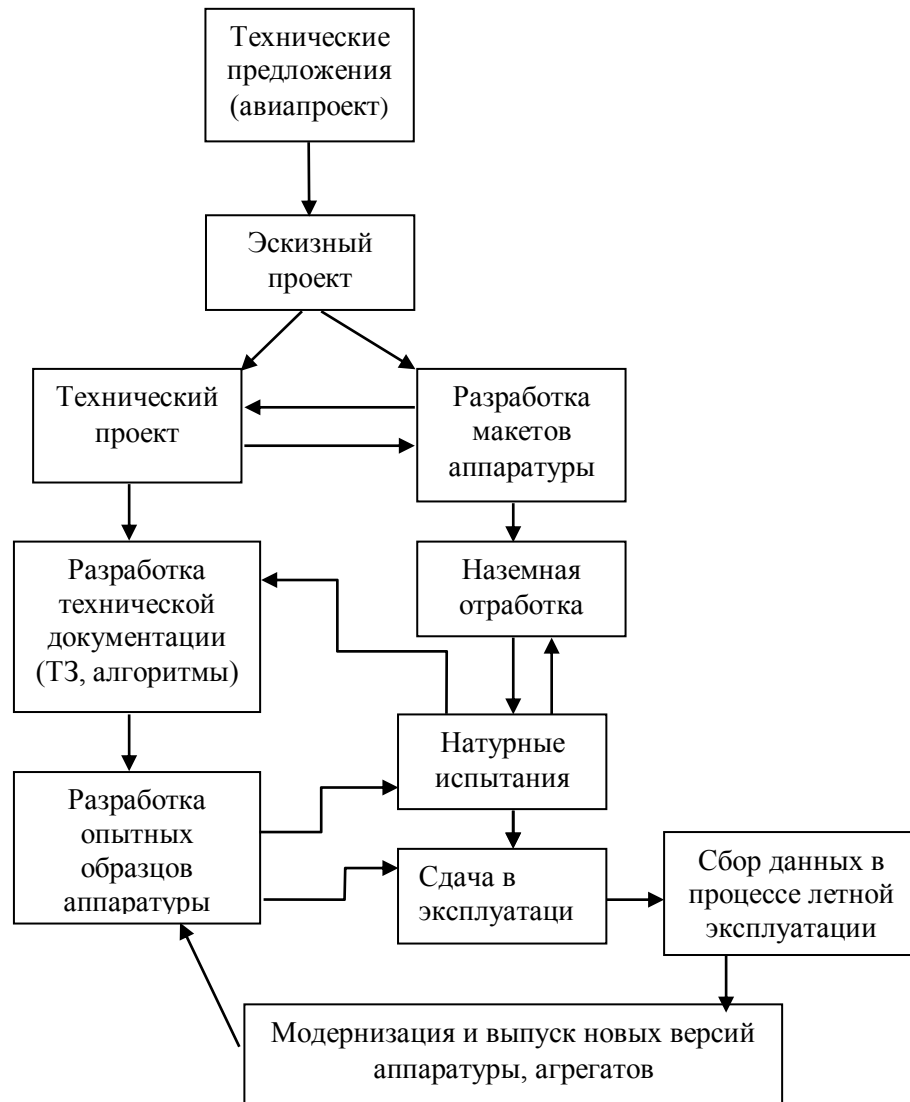 Технические
предложения
(авиапроект)
Эскизный
проект
Технический
проект
Разработка
макетов
аппаратуры
Разработка
технической
документации
(ТЗ, алгоритмы)
Наземная
отработка
Натурные
испытания
Разработка
опытных
образцов
аппаратуры
Сдача в
эксплуатаци
Сбор данных в
процессе летной
эксплуатации
Модернизация и выпуск новых версий
аппаратуры, агрегатов